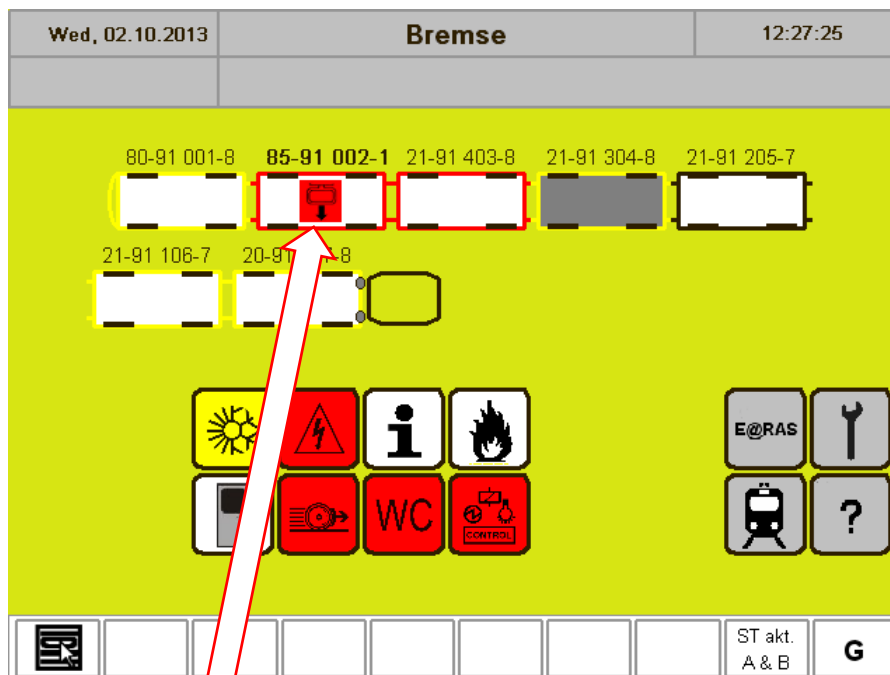 Wed, 02.10.2013
Bremse
12:27:25
80-91 001-8
85-91 002-1
21-91 403-8
21-91 304-8
21-91 205-7
21-91 106-7
E@RAS
WC
CONTROL
?
ST akt.
A & B
G